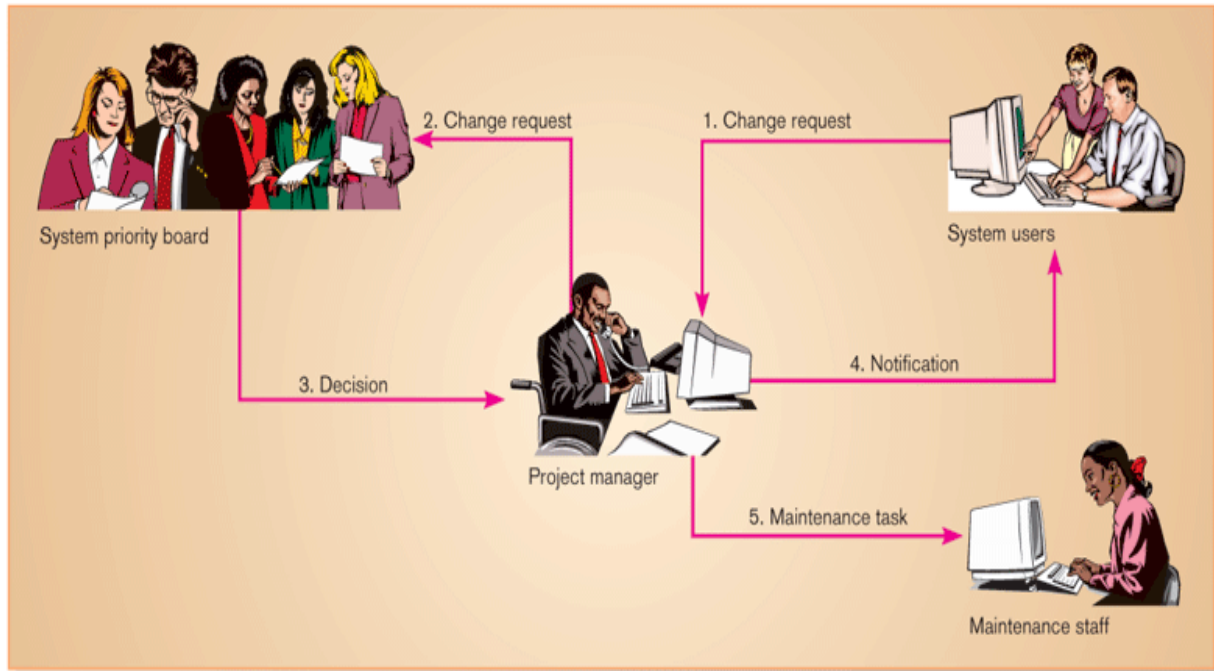 2. Change request
1. Change request
System priority board
System users
3. Decision
4. Notification
Project manager
5. Maintenance task
Maintenance staff